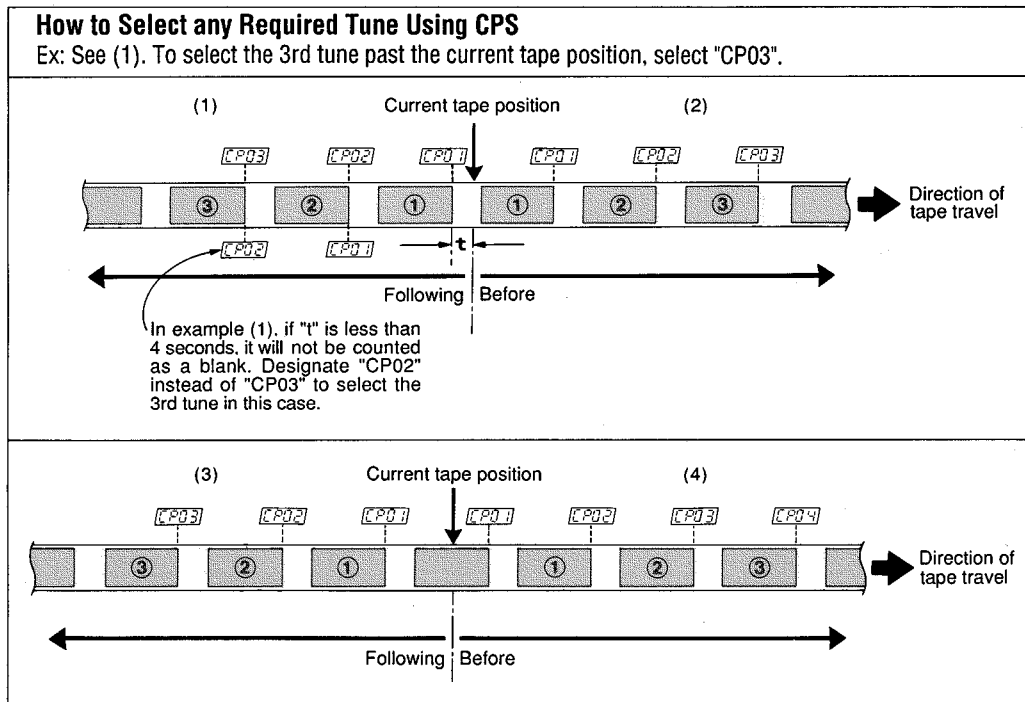 How to Select any Required Tune Using CPS
Ex: See (1). To select the 3rd tune past the current tape position, select "CP03".
(1) Current tape position (2)
CP03 CP02 CP01 CP01 CP02 CP03
③ ② ① ① ② ③
Direction of
tape travel
CP02 CP01 t
Following Before
In example (1), if "t" is less than
4 seconds, it will not be counted
as a blank. Designate "CP02"
instead of "CP03" to select the
3rd tune in this case.
(3) Current tape position (4)
CP03 CP02 CP01 CP01 CP02 CP03 CP04
③ ② ① ① ② ③
Direction of
tape travel
Following Before